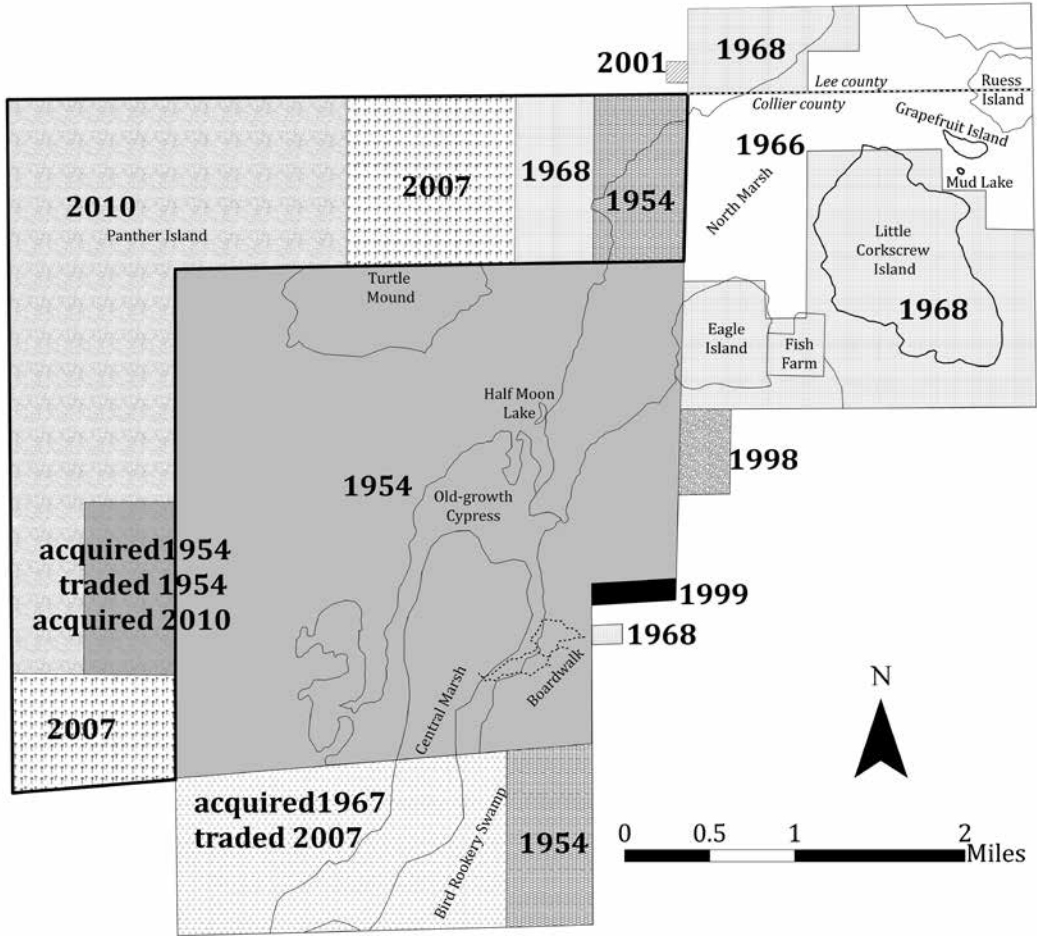 1968
2001
Lee county
Ruess
Island
Collier county
Grapefruit Island
1966
2007
1968
1954
North Marsh
Mud Lake
2010
Panther Island
Little
Corkscrew
Island
Turtle
Mound
1968
Eagle
Island
Fish
Farm
Half Moon
Lake
1998
1954
Old-growth
Cypress
acquired1954
traded 1954
acquired 2010
1999
1968
Boardwalk
N
Central Marsh
2007
acquired1967
traded 2007
Bird Rookery Swamp
1954
0 0.5 1 2
Miles